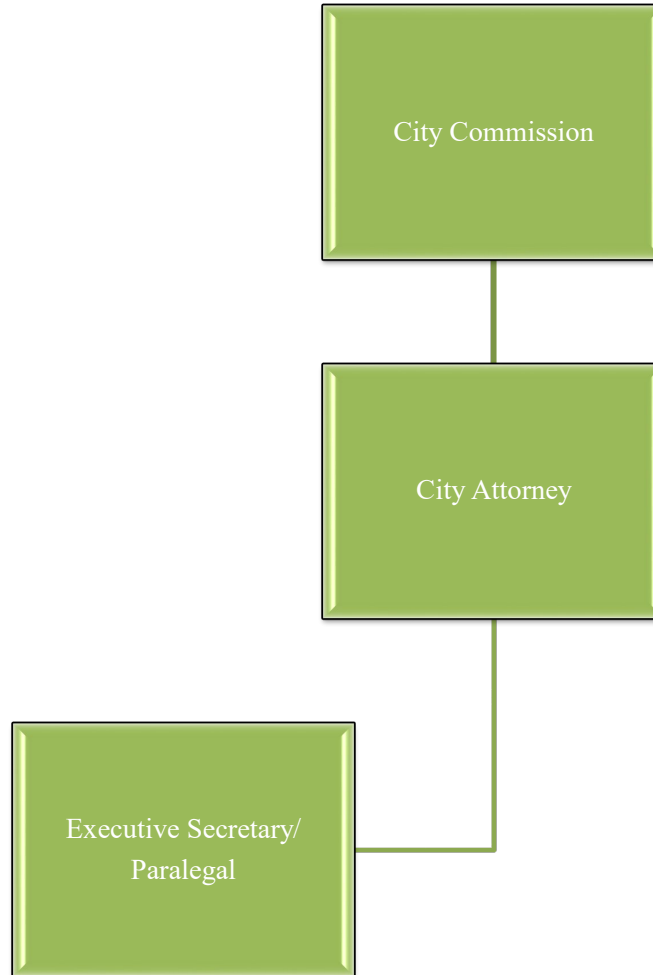 City Commission
City Attorney
Executive Secretary/
Paralegal